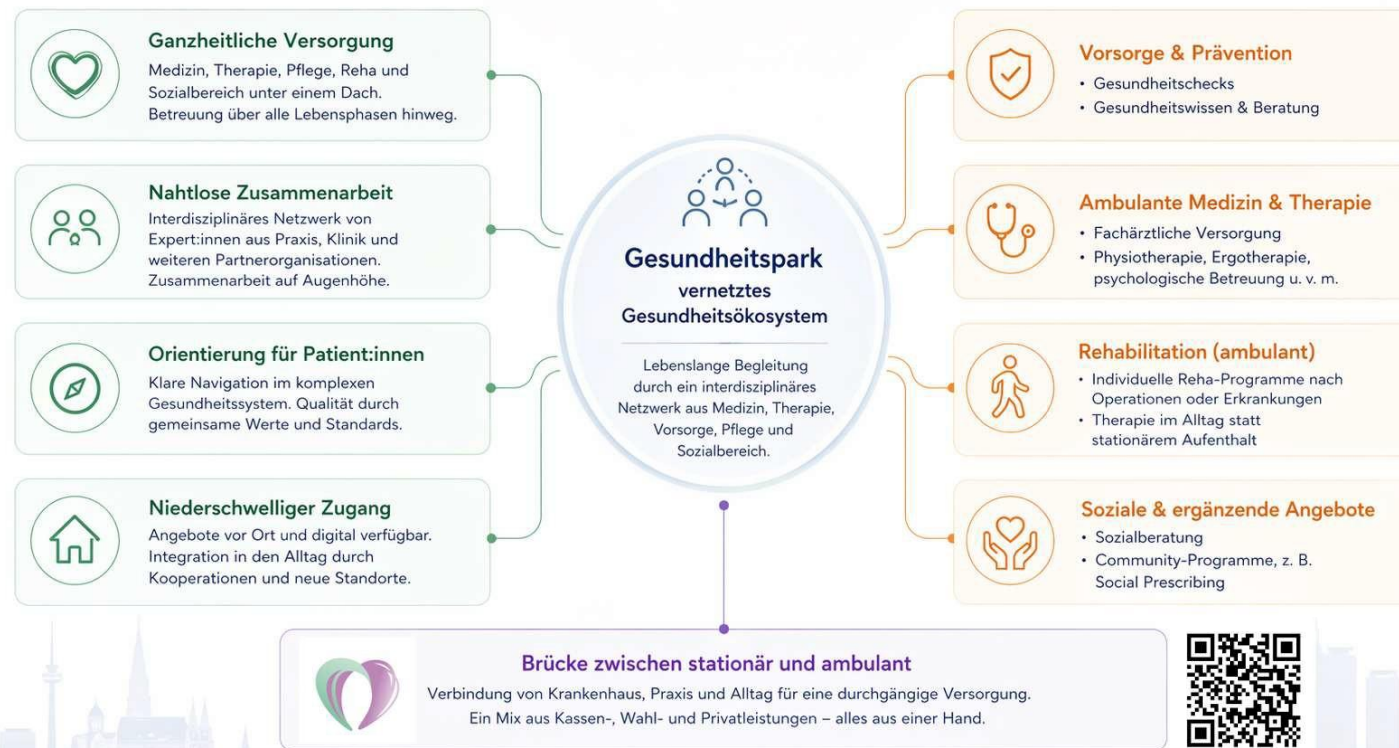 Ganzheitliche Versorgung
Medizin, Therapie, Pflege, Reha und
Sozialbereich unter einem Dach.
Betreuung über alle Lebensphasen hinweg.
Nahtlose Zusammenarbeit
Interdisziplinäres Netzwerk von
Expert:innen aus Praxis, Klinik und
weiteren Partnerorganisationen.
Zusammenarbeit auf Augenhöhe.
Orientierung für Patient:innen
Klare Navigation im komplexen
Gesundheitssystem. Qualität durch
gemeinsame Werte und Standards.
Niederschwelliger Zugang
Angebote vor Ort und digital verfügbar.
Integration in den Alltag durch
Kooperationen und neue Standorte.
Gesundheitspark
vernetztes
Gesundheitsökosystem
Lebenslange Begleitung
durch ein interdisziplinäres
Netzwerk aus Medizin, Therapie,
Vorsorge, Pflege und
Sozialbereich.
Vorsorge & Prävention
• Gesundheitschecks
• Gesundheitswissen & Beratung
Ambulante Medizin & Therapie
• Fachärztliche Versorgung
• Physiotherapie, Ergotherapie,
psychologische Betreuung u. v. m.
Rehabilitation (ambulant)
• Individuelle Reha-Programme nach
Operationen oder Erkrankungen
• Therapie im Alltag statt
stationärem Aufenthalt
Soziale & ergänzende Angebote
• Sozialberatung
• Community-Programme, z. B.
Social Prescribing
Brücke zwischen stationär und ambulant
Verbindung von Krankenhaus, Praxis und Alltag für eine durchgängige Versorgung.
Ein Mix aus Kassen-, Wahl- und Privatleistungen – alles aus einer Hand.